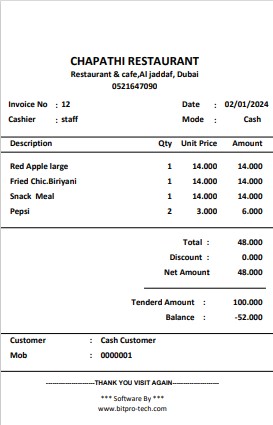 CHAPATHI RESTAURANT
Restaurant & cafe,Al jaddaf, Dubai
0521647090
Invoice No : 12 Date : 02/01/2024
Cashier : staff Mode : Cash
Description Qty Unit Price Amount
Red Apple large 1 14.000 14.000
Fried Chic.Biriyani 1 14.000 14.000
Snack Meal 1 14.000 14.000
Pepsi 2 3.000 6.000
Total : 48.000
Discount : 0.000
Net Amount 48.000
Tenderd Amount : 100.000
Balance : -52.000
Customer : Cash Customer
Mob : 0000001
----------------------THANK YOU VISIT AGAIN---------------------
*** Software By ***
www.bitpro-tech.com